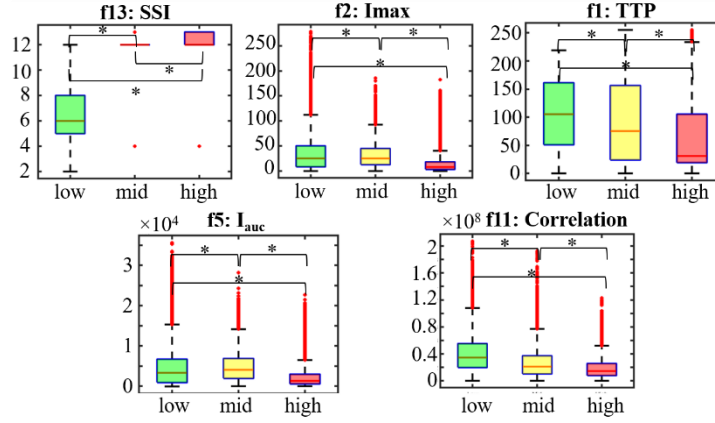 f13: SSI
12
10
8
6
4
2
low mid high
* * *
f2: Imax
250
200
150
100
50
0
low mid high
* * *
f1: TTP
250
200
150
100
50
0
low mid high
* * *
×10⁴
f5: Iauc
3
2
1
0
low mid high
* * *
×10⁸
f11: Correlation
2
1.6
1.2
0.8
0.4
0
low mid high
* * *